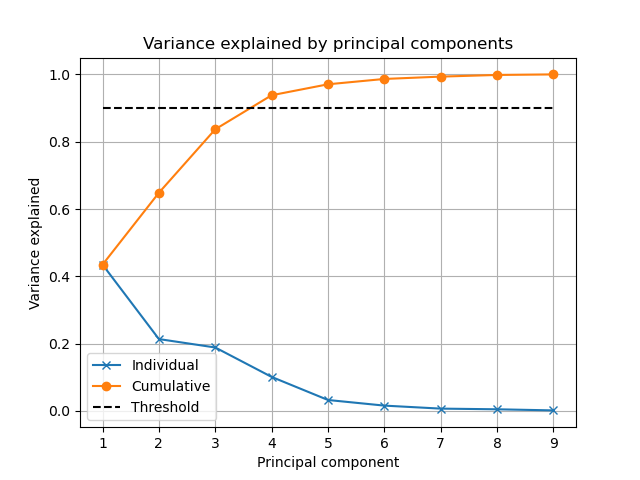 Variance explained by principal components
1.0
0.8
0.6
0.4
0.2
0.0
Variance explained
Individual
Cumulative
Threshold
1 2 3 4 5 6 7 8 9
Principal component